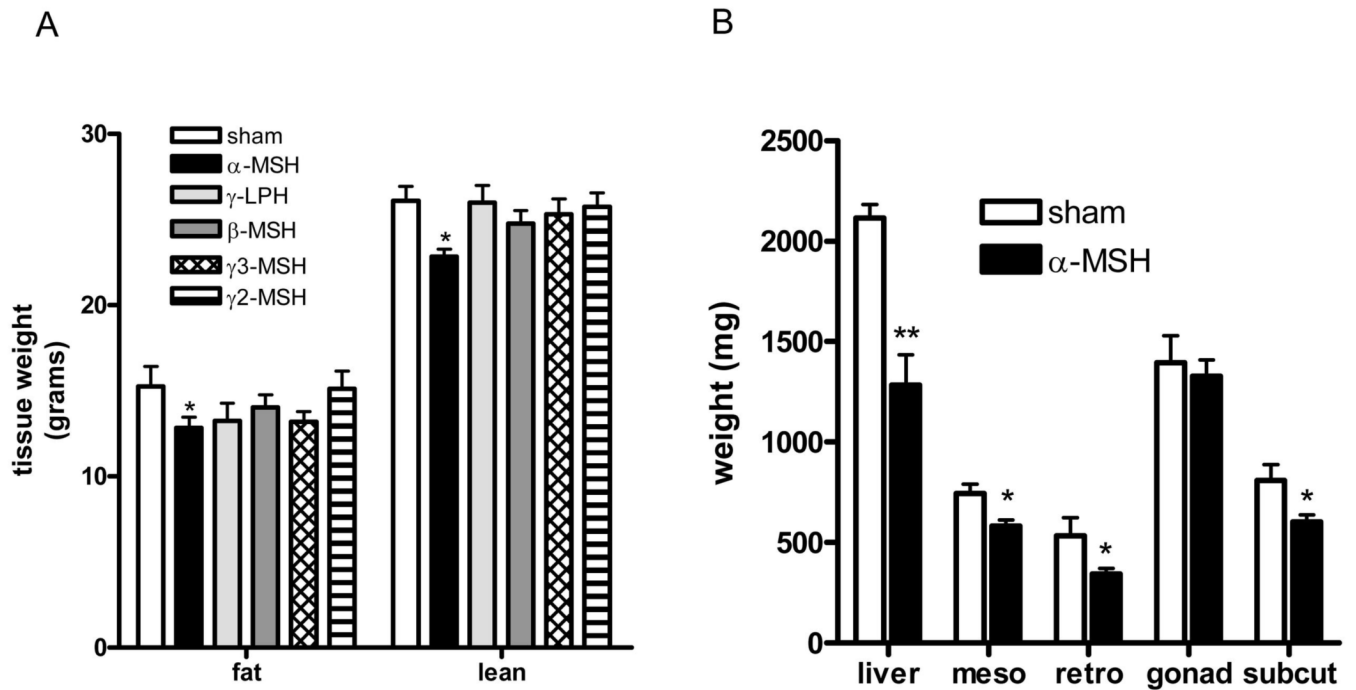 A
tissue weight
(grams)
30
20
10
0
sham
α-MSH
γ-LPH
β-MSH
γ3-MSH
γ2-MSH
*
*
fat lean
B
weight (mg)
2500
2000
1500
1000
500
0
sham
α-MSH
**
*
*
*
liver meso retro gonad subcut